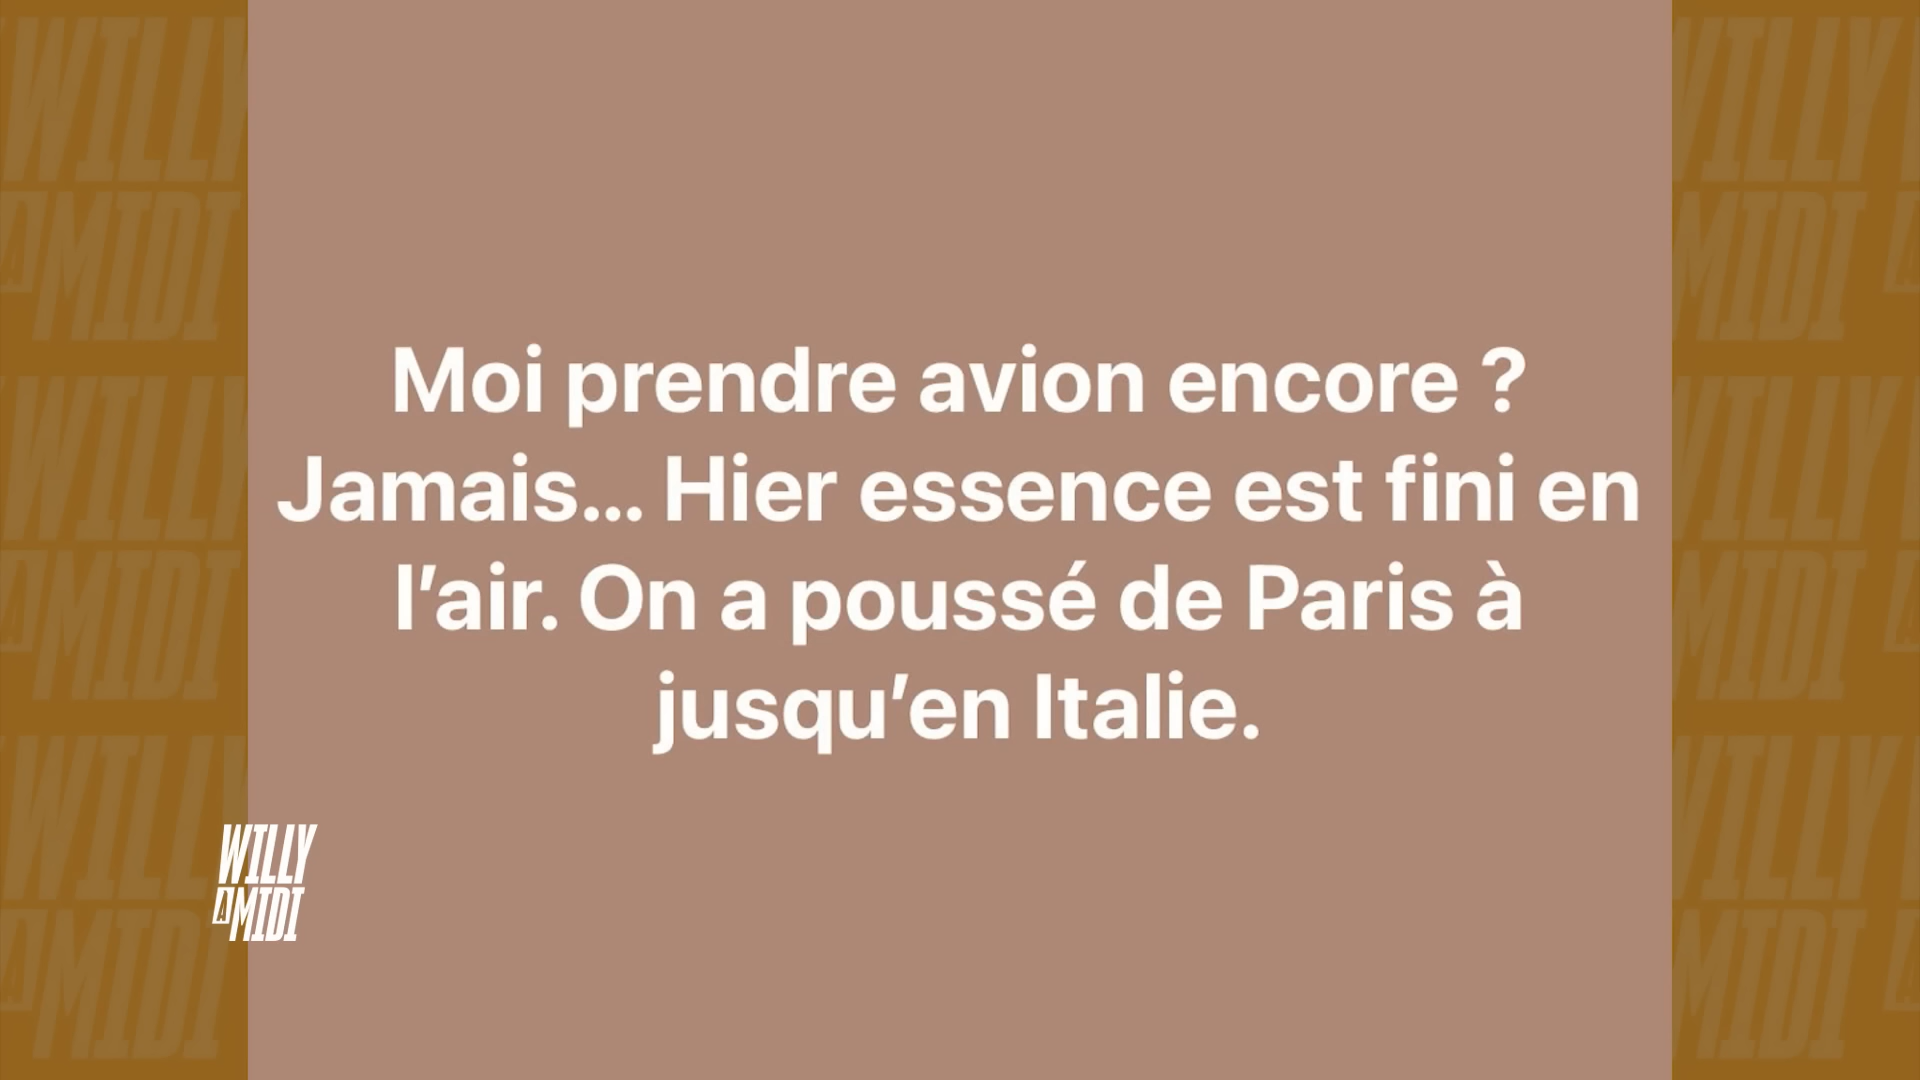 Moi prendre avion encore ?
Jamais... Hier essence est fini en
l’air. On a poussé de Paris à
jusqu’en Italie.
WILLY
A MIDI